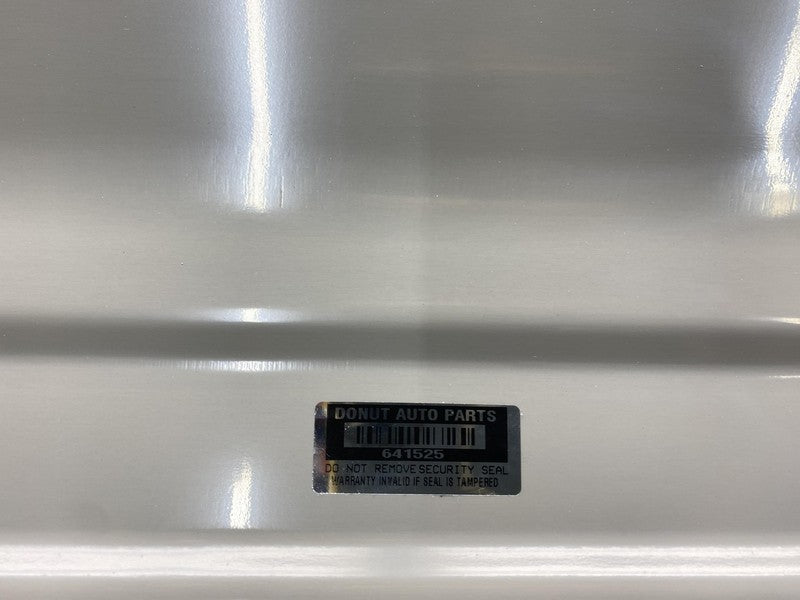 DONUT AUTO PARTS
641525
DO NOT REMOVE SECURITY SEAL
WARRANTY INVALID IF SEAL IS TAMPERED